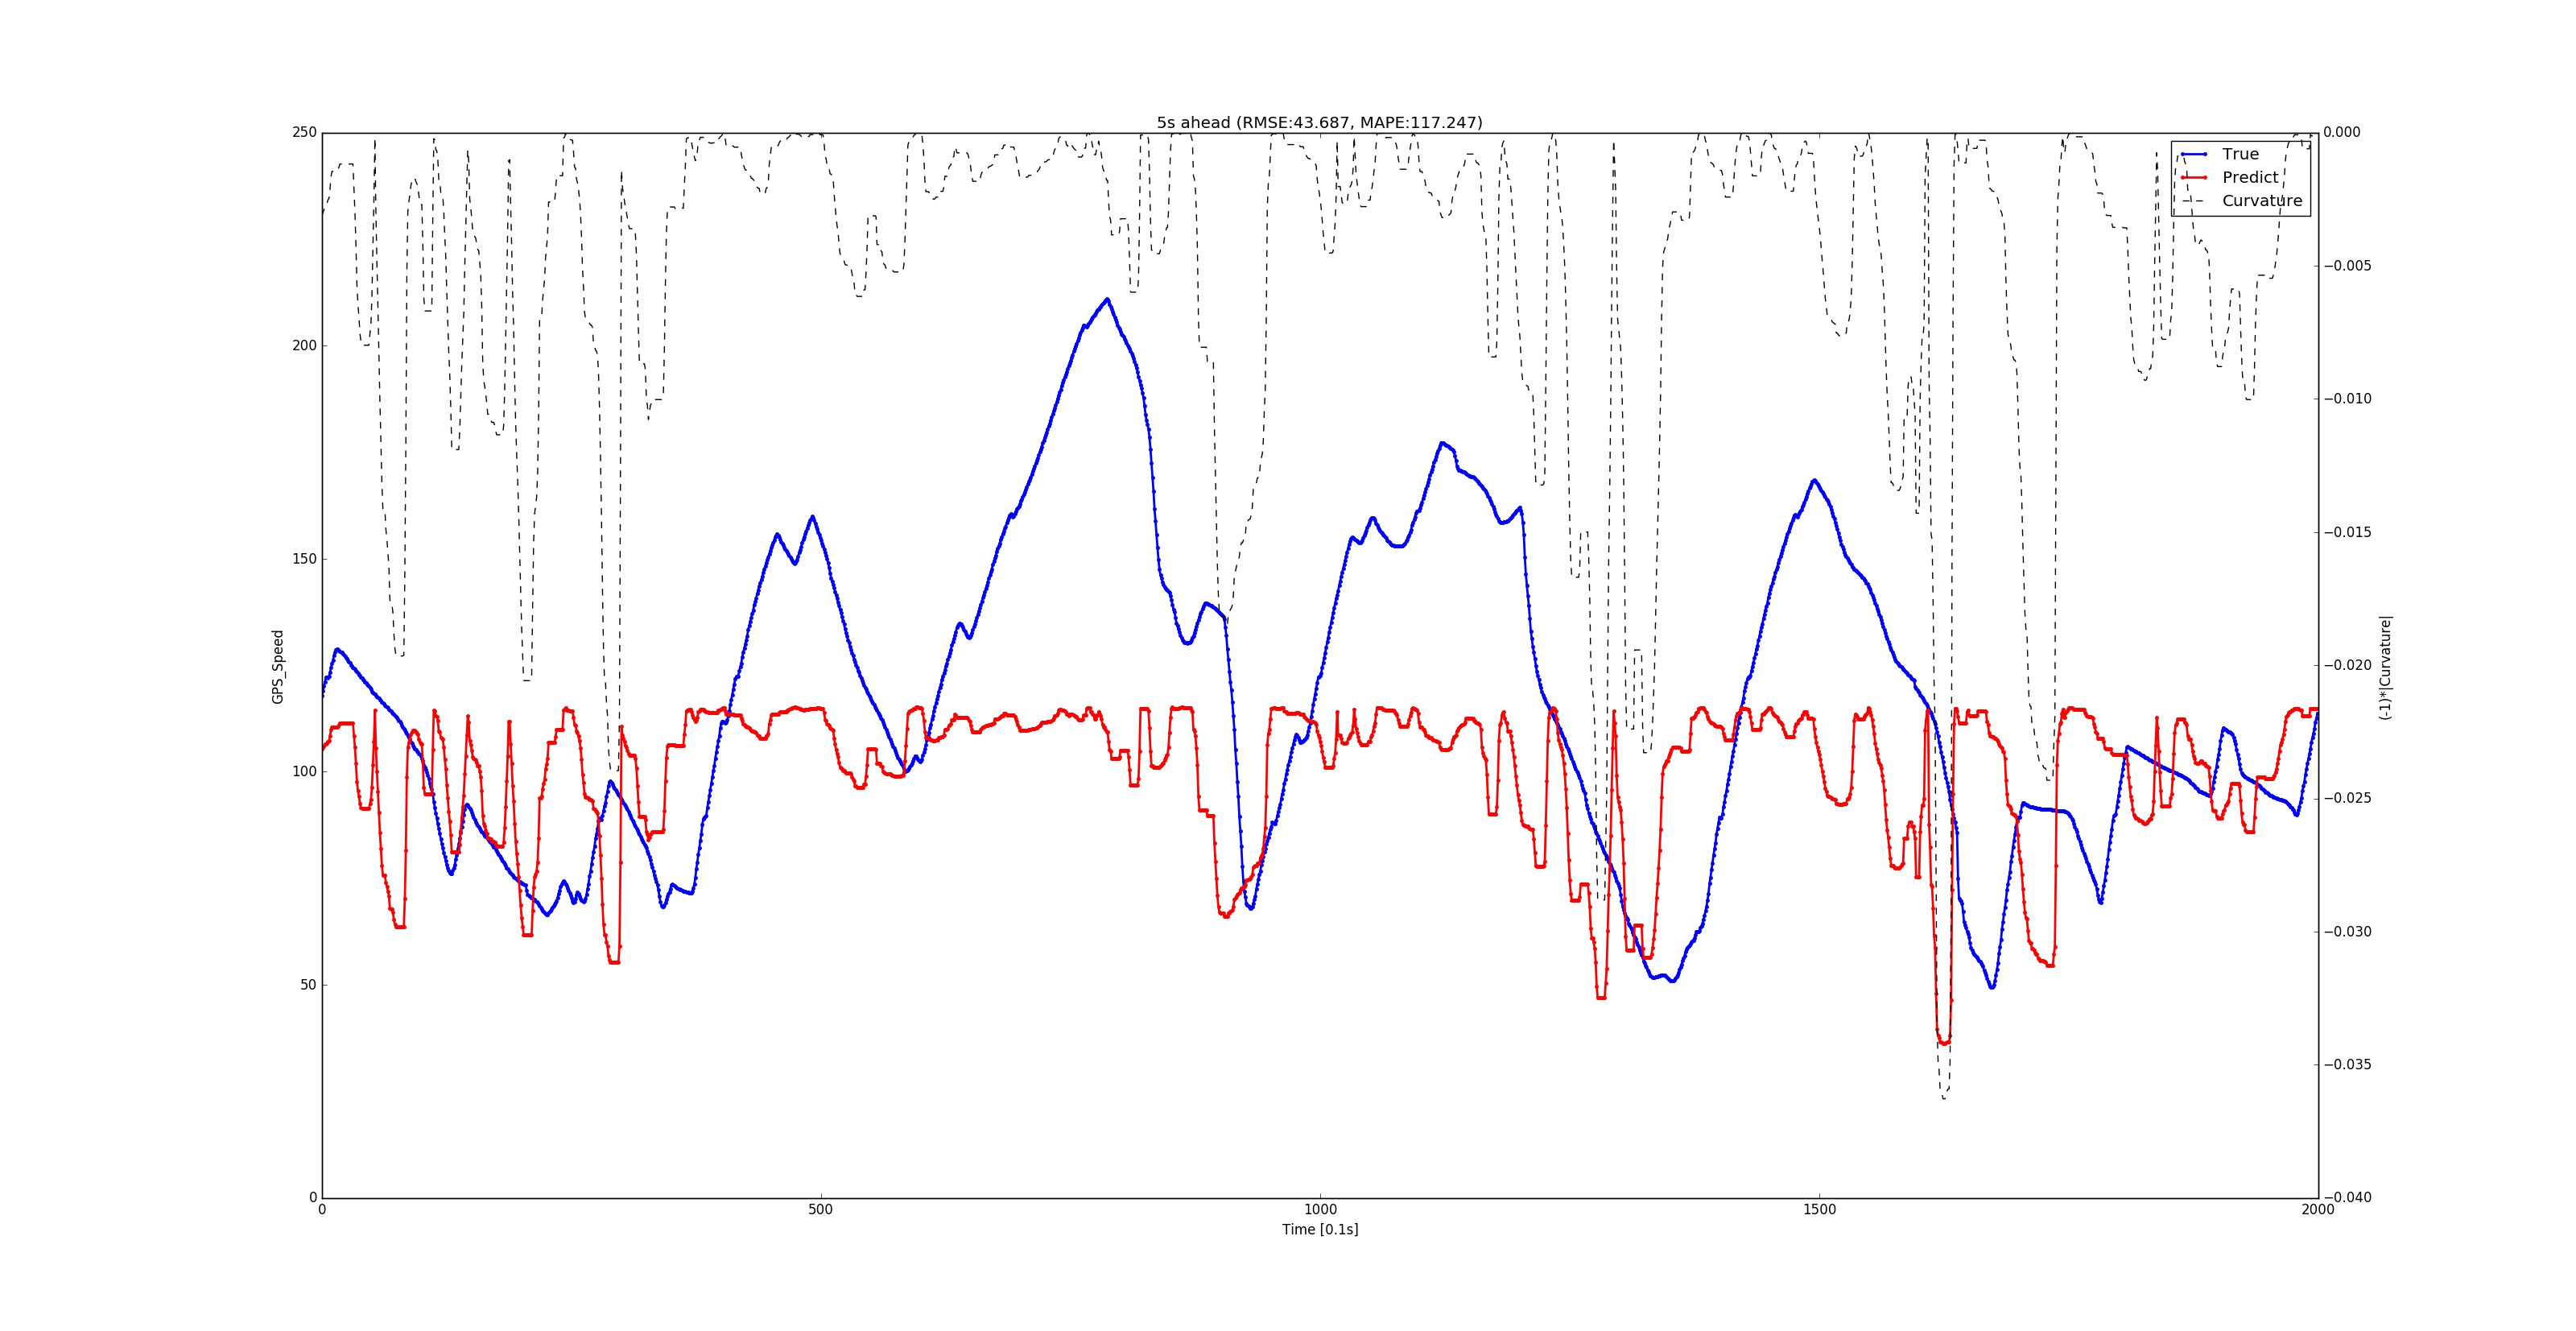 5s ahead (RMSE:43.687, MAPE:117.247)
250
200
150
100
50
0
GPS_Speed
0
500
1000
1500
2000
Time [0.1s]
0.000
−0.005
−0.010
−0.015
−0.020
−0.025
−0.030
−0.035
−0.040
(-1)*|Curvature|
True
Predict
Curvature